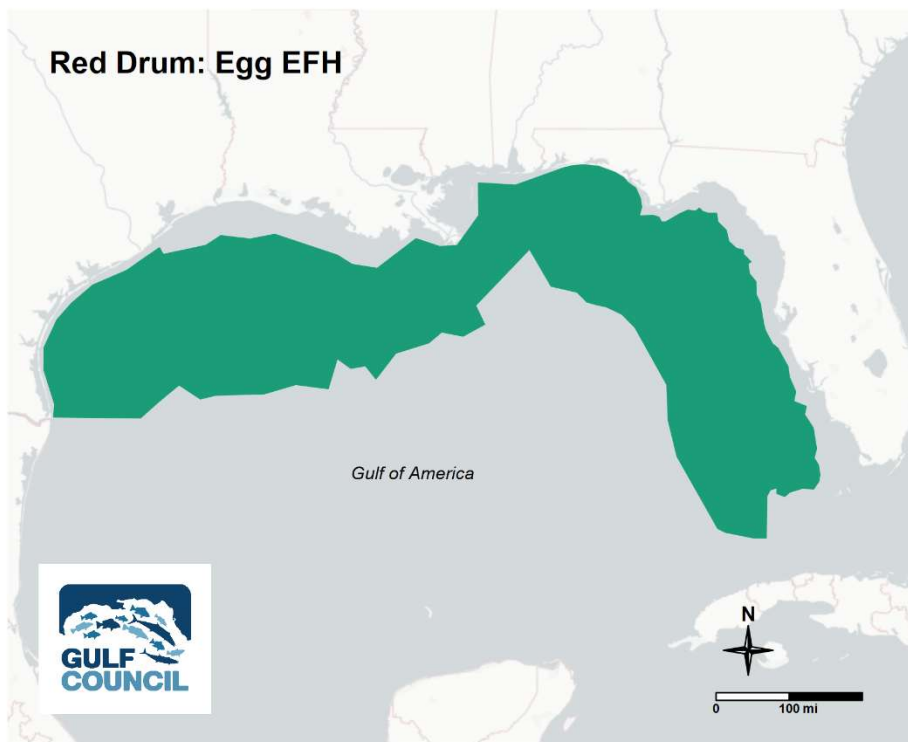 Red Drum: Egg EFH
Gulf of America
GULF
COUNCIL
N
0 100 mi